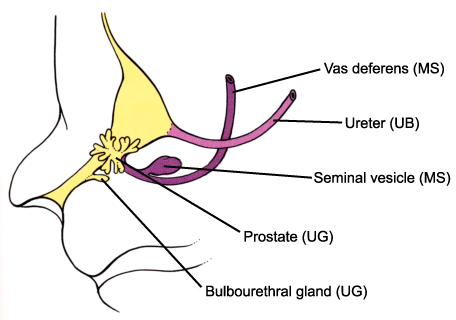 Vas deferens (MS)
Ureter (UB)
Seminal vesicle (MS)
Prostate (UG)
Bulbourethral gland (UG)